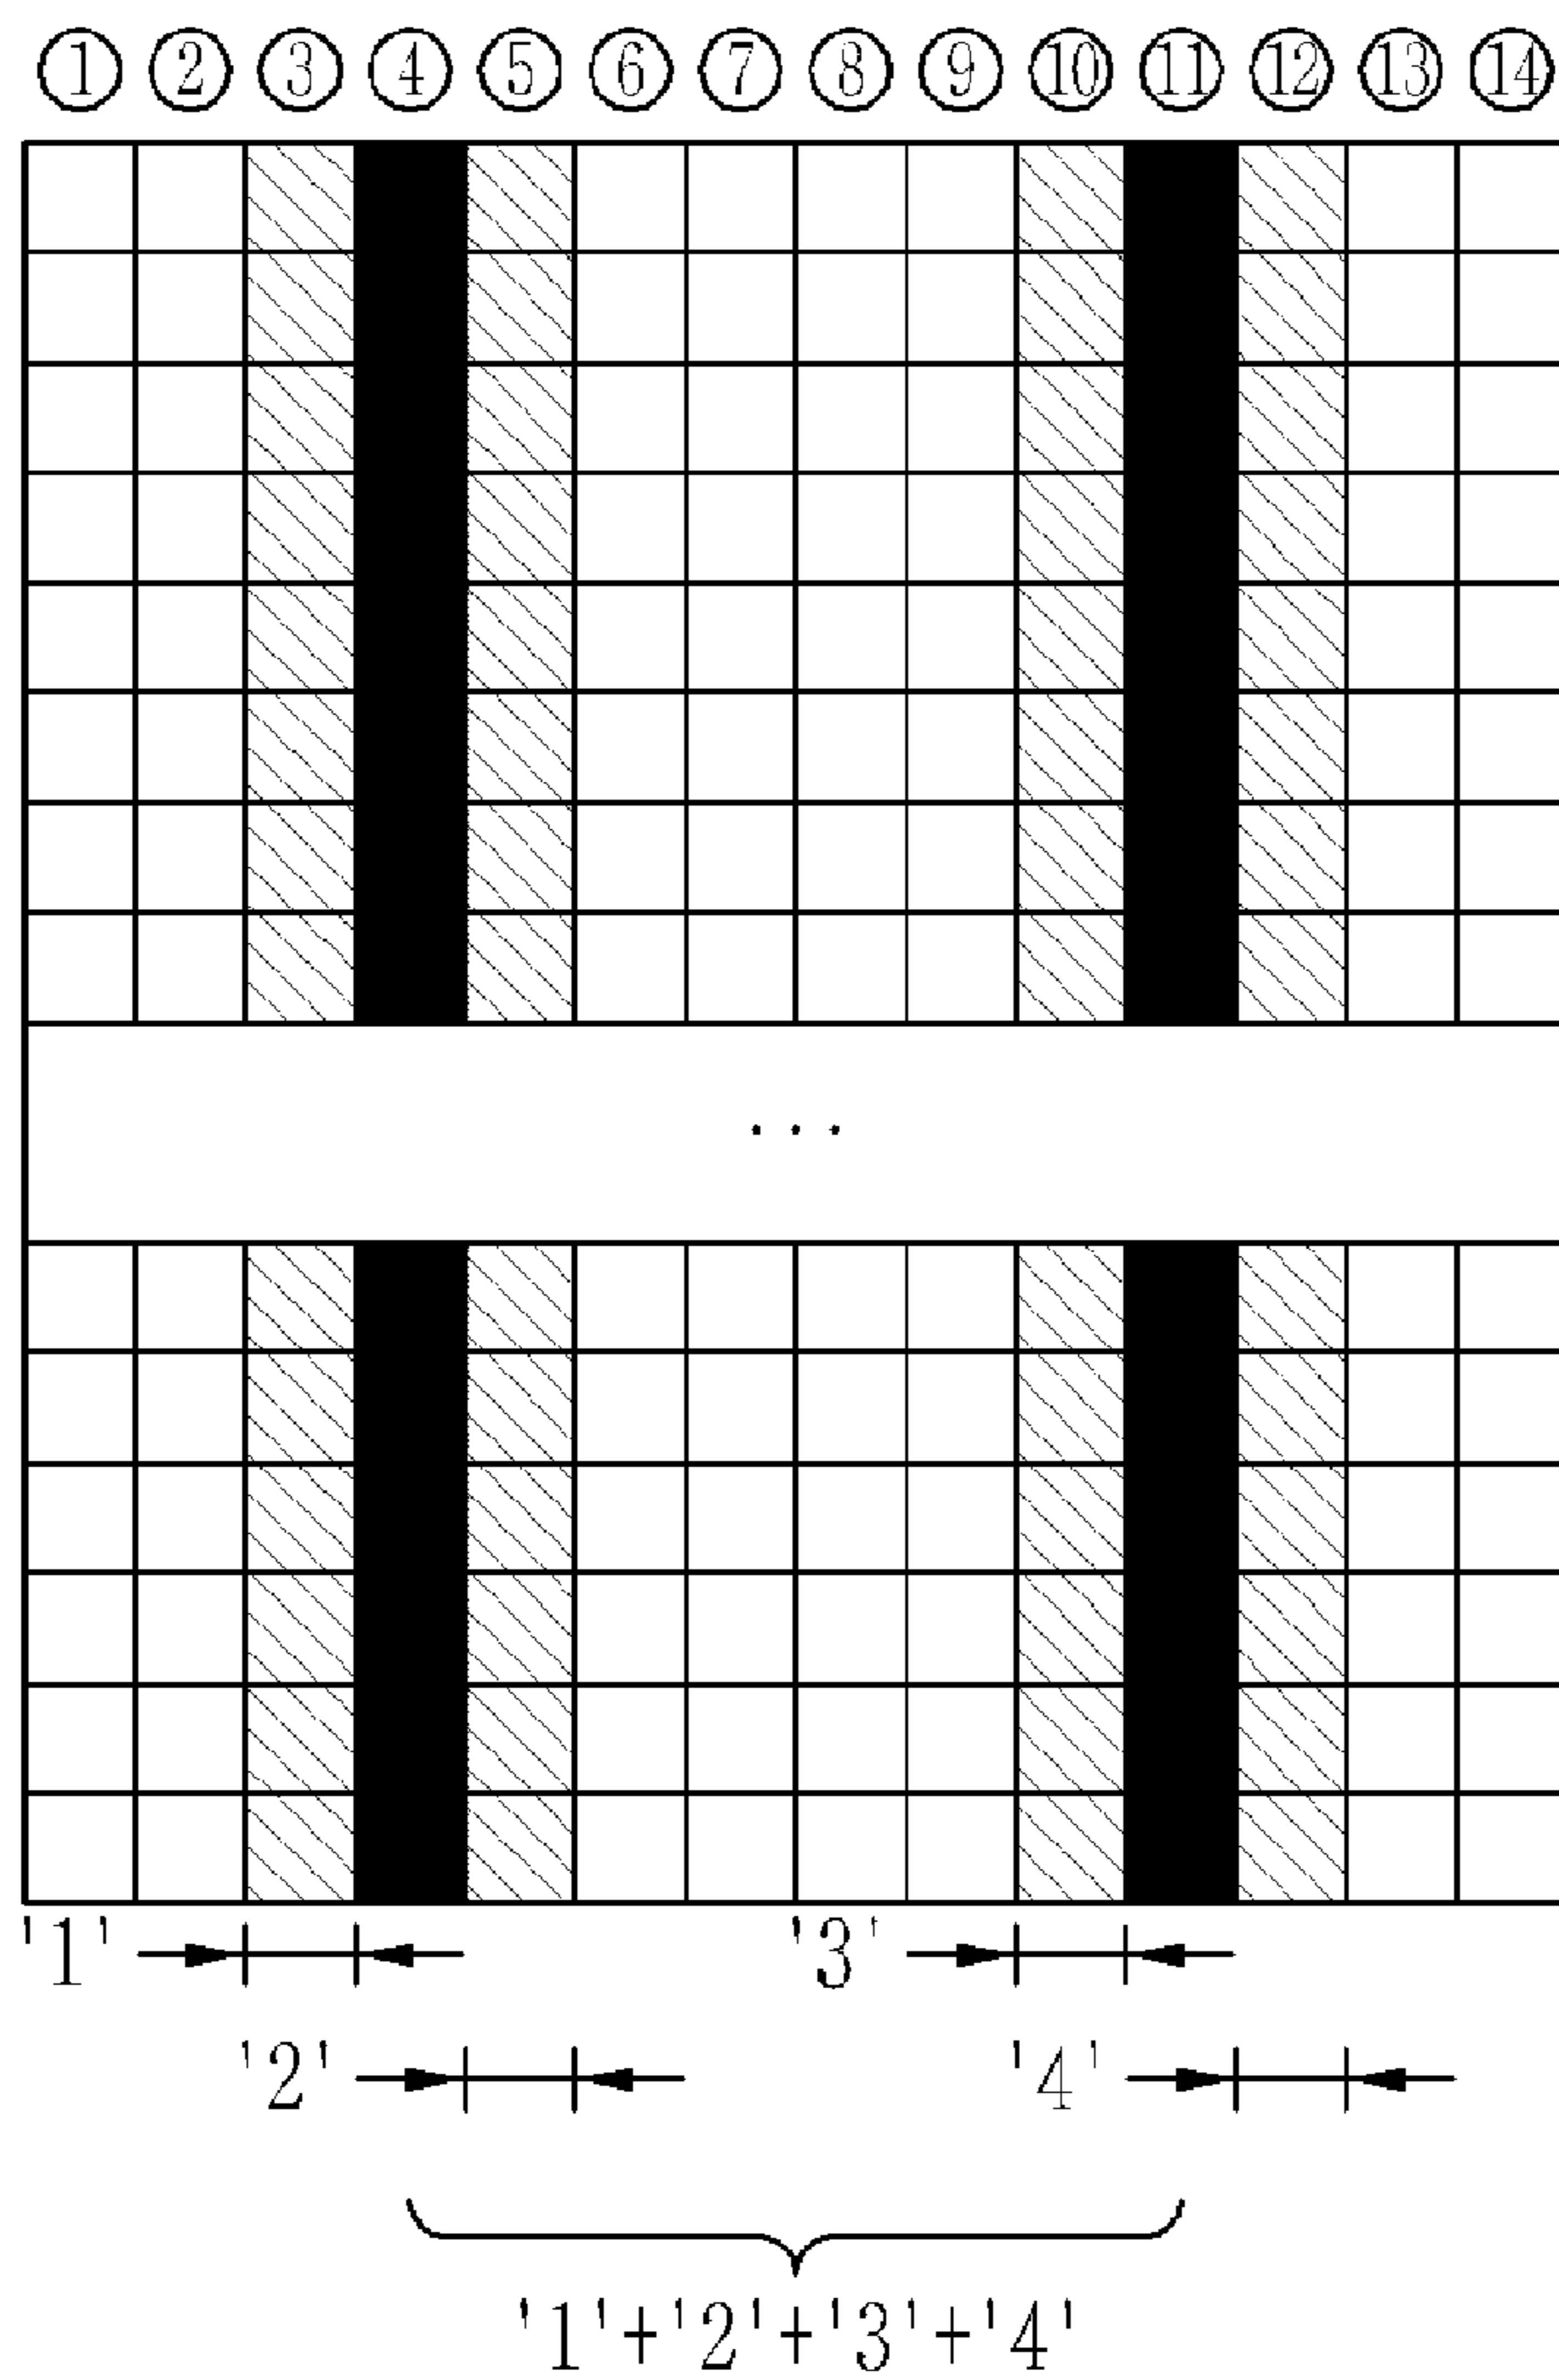 ① ② ③ ④ ⑤ ⑥ ⑦ ⑧ ⑨ ⑩ ⑪ ⑫ ⑬ ⑭
...
'1' '3'
'2' '4'
'1'+'2'+'3'+'4'